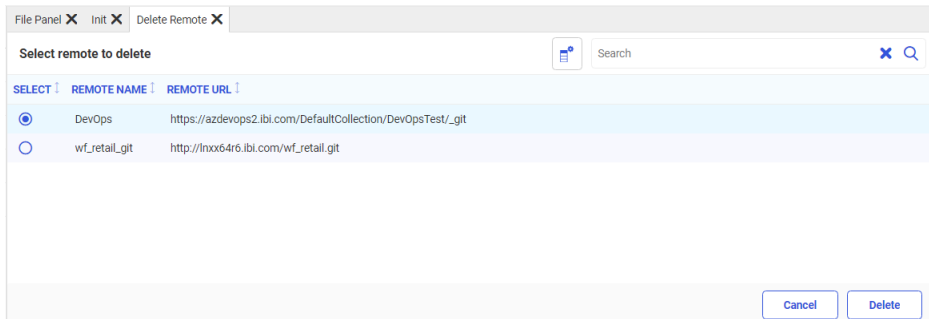 File Panel Init Delete Remote
Select remote to delete Search
SELECT REMOTE NAME REMOTE URL
DevOps https://azdevops2.ibi.com/DefaultCollection/DevOpsTest/_git
wf_retail_git http://lnxx64r6.ibi.com/wf_retail.git
Cancel Delete